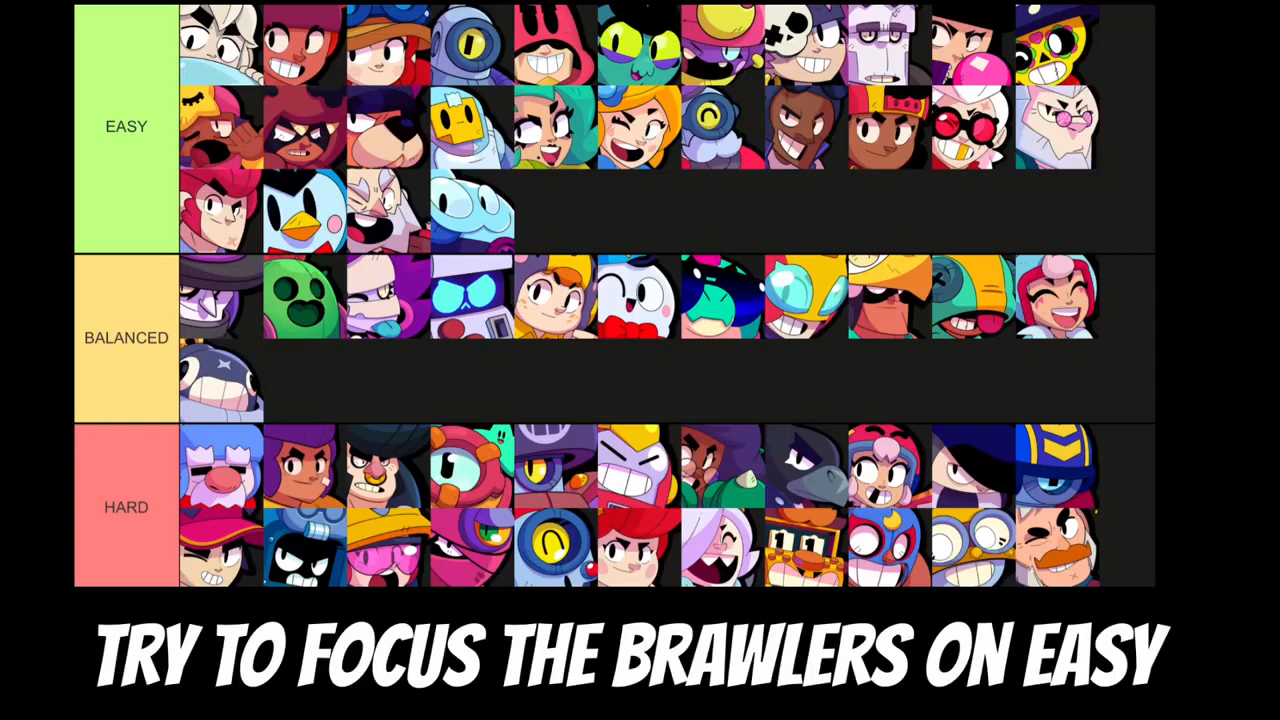 EASY
BALANCED
HARD
TRY TO FOCUS THE BRAWLERS ON EASY